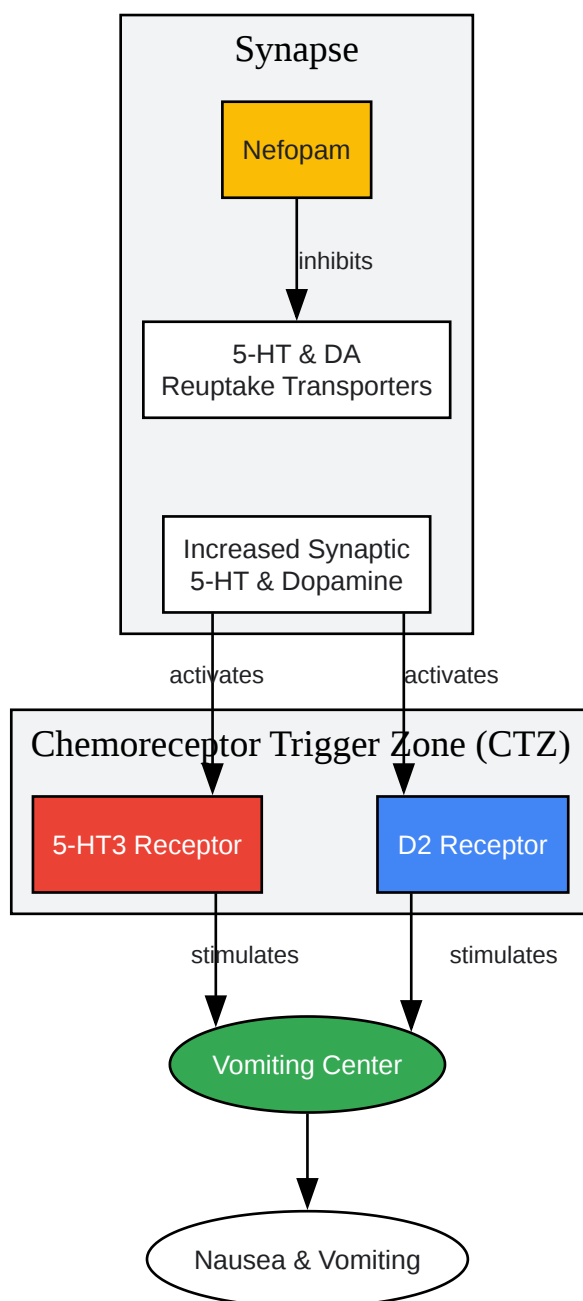 Synapse
Nefopam
inhibits
5-HT & DA
Reuptake Transporters
Increased Synaptic
5-HT & Dopamine
activates
activates
Chemoreceptor Trigger Zone (CTZ)
5-HT3 Receptor
D2 Receptor
stimulates
stimulates
Vomiting Center
Nausea & Vomiting